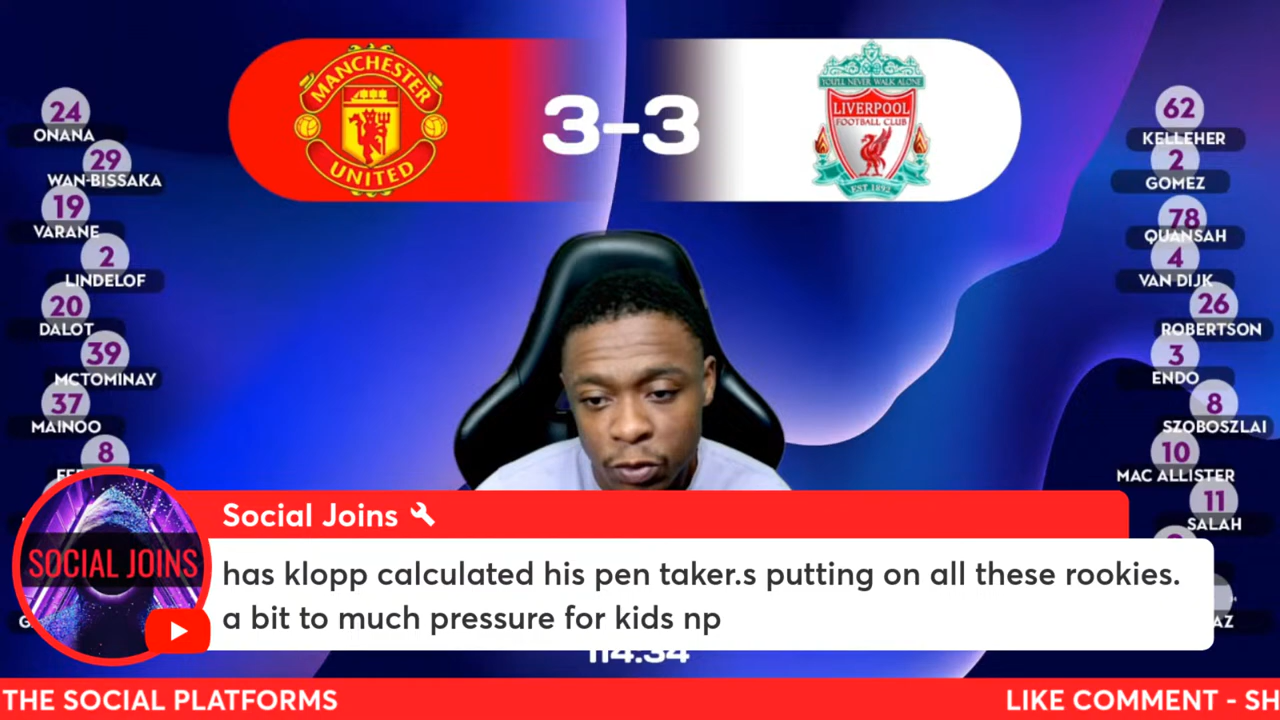 MANCHESTER
UNITED
3-3
YOU'LL NEVER WALK ALONE
LIVERPOOL
FOOTBALL CLUB
EST. 1892
24
ONANA
29
WAN-BISSAKA
19
VARANE
2
LINDELOF
20
DALOT
39
MCTOMINAY
37
MAINOO
8
62
KELLEHER
2
GOMEZ
78
QUANSAH
4
VAN DIJK
26
ROBERTSON
3
ENDO
8
SZOBOSZLAI
10
MAC ALLISTER
11
SALAH
SOCIAL JOINS
Social Joins
has klopp calculated his pen taker.s putting on all these rookies.
a bit to much pressure for kids np
114:34
THE SOCIAL PLATFORMS
LIKE COMMENT - SH